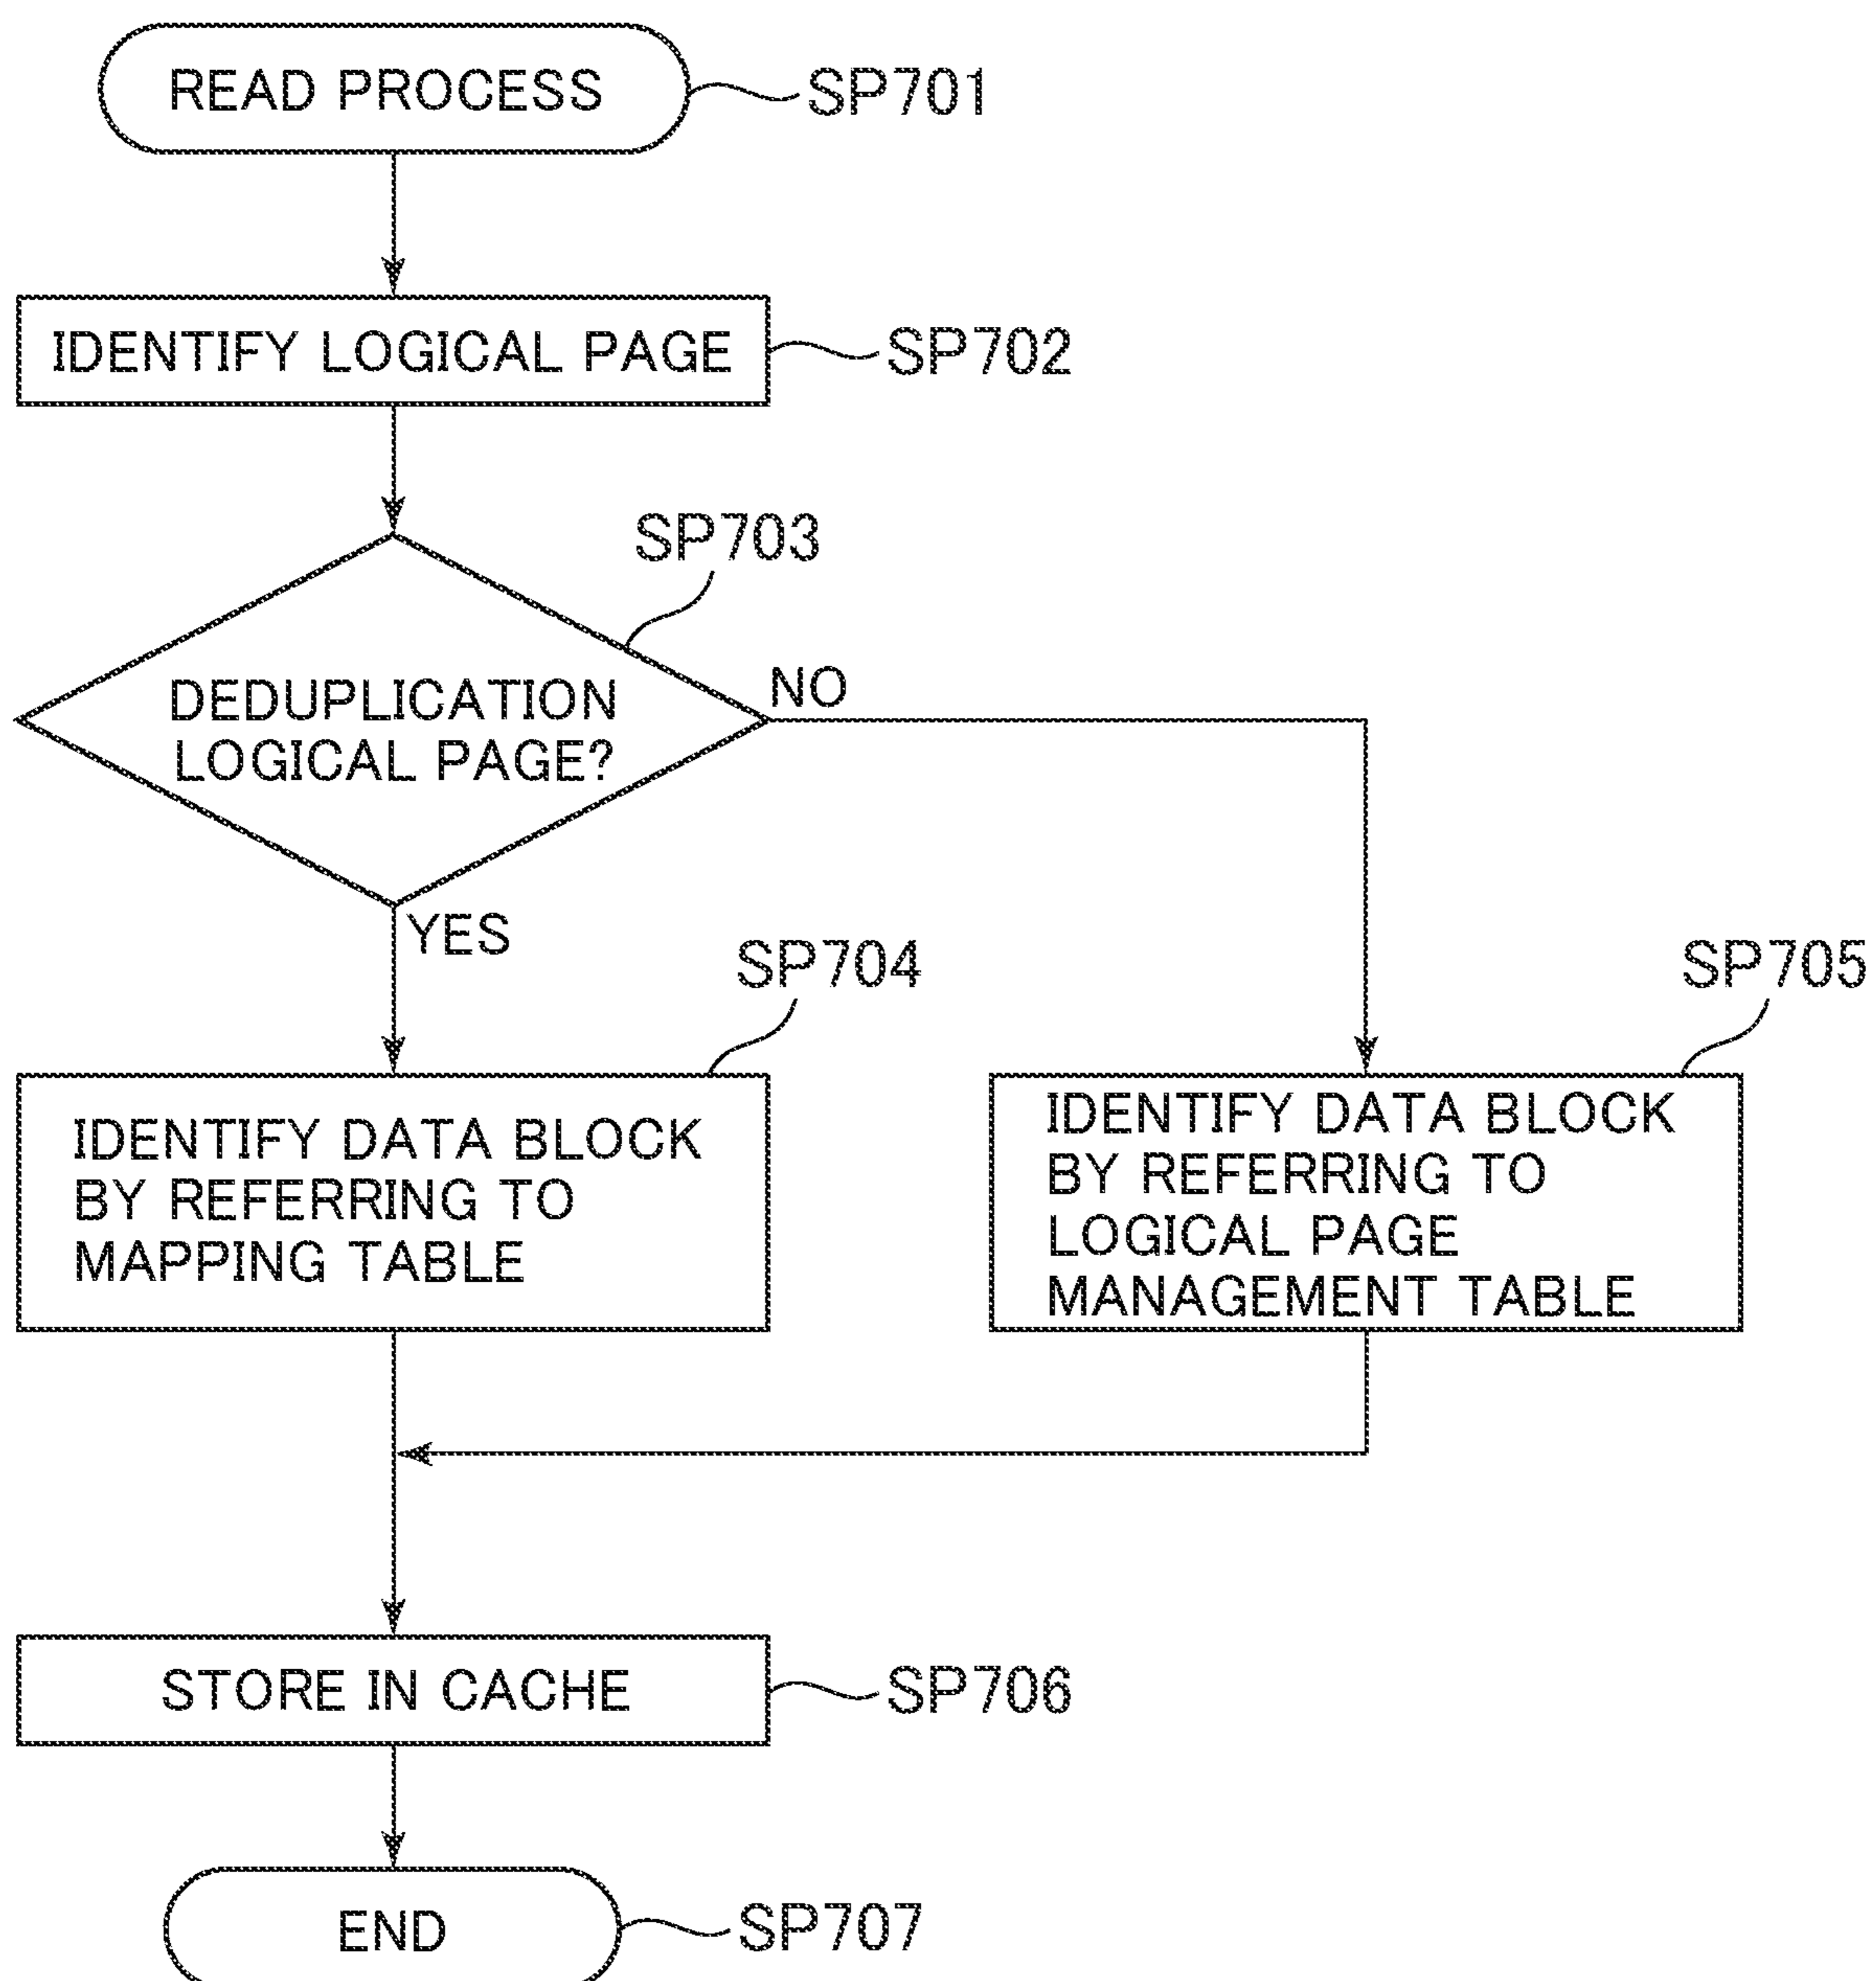 READ PROCESS
SP701
IDENTIFY LOGICAL PAGE
SP702
SP703
DEDUPLICATION
LOGICAL PAGE?
NO
YES
SP704
IDENTIFY DATA BLOCK
BY REFERRING TO
MAPPING TABLE
SP705
IDENTIFY DATA BLOCK
BY REFERRING TO
LOGICAL PAGE
MANAGEMENT TABLE
STORE IN CACHE
SP706
END
SP707